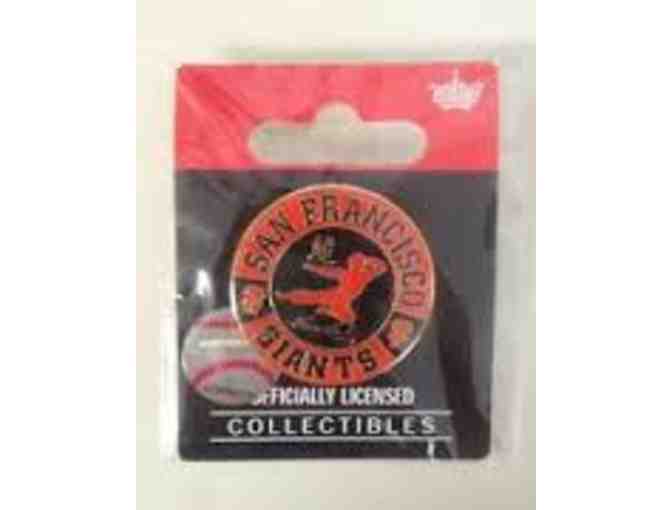 SAN FRANCISCO
GIANTS
OFFICIALLY LICENSED
COLLECTIBLES